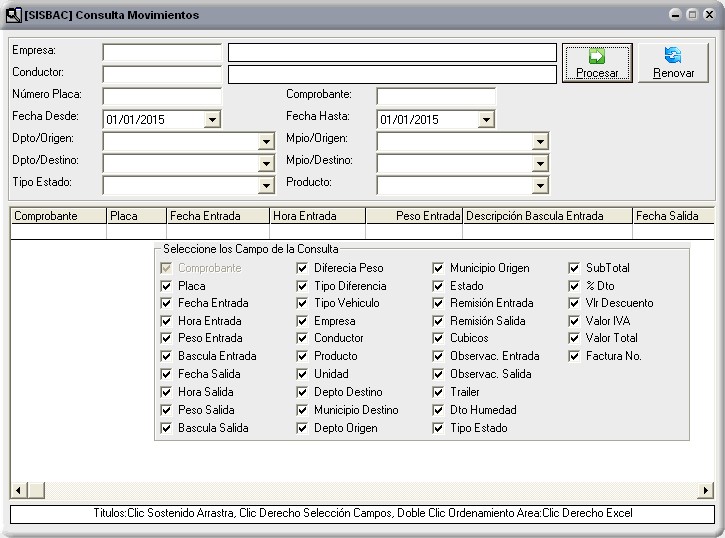 [SISBAC] Consulta Movimientos
Empresa:
Procesar
Renovar
Conductor:
Número Placa:
Comprobante:
Fecha Desde: 01/01/2015
Fecha Hasta: 01/01/2015
Dpto/Origen:
Mpio/Origen:
Dpto/Destino:
Mpio/Destino:
Tipo Estado:
Producto:
Comprobante Placa Fecha Entrada Hora Entrada Peso Entrada Descripción Bascula Entrada Fecha Salida
Seleccione los Campo de la Consulta
Comprobante Diferecia Peso Municipio Origen SubTotal
Placa Tipo Diferencia Estado % Dto
Fecha Entrada Tipo Vehiculo Remisión Entrada Vlr Descuento
Hora Entrada Empresa Remisión Salida Valor IVA
Peso Entrada Conductor Cubicos Valor Total
Bascula Entrada Producto Observac. Entrada Factura No.
Fecha Salida Unidad Observac. Salida
Hora Salida Depto Destino Trailer
Peso Salida Municipio Destino Dto Humedad
Bascula Salida Depto Origen Tipo Estado
Titulos:Clic Sostenido Arrastra, Clic Derecho Selección Campos, Doble Clic Ordenamiento Area:Clic Derecho Excel